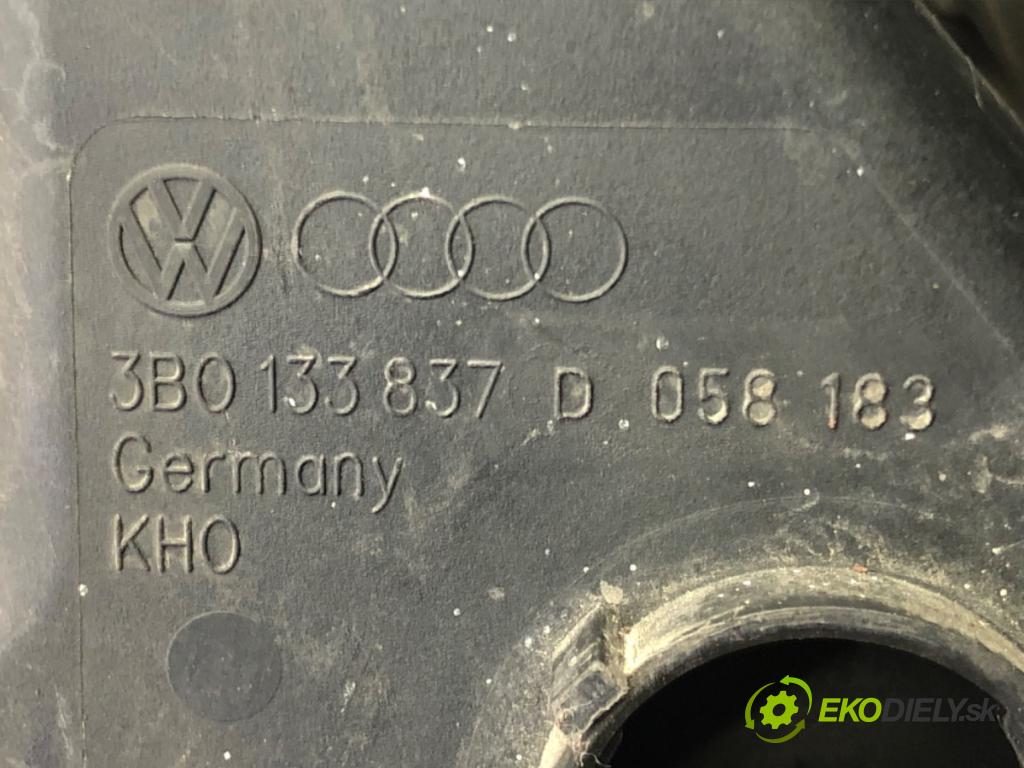 3B0 133 837 D 058 183
Germany
KHO
EKODIELY.sk